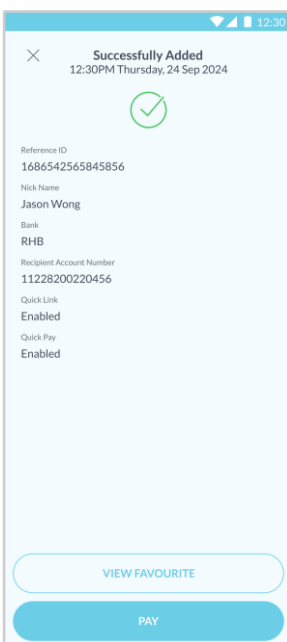 12:30
Successfully Added
12:30PM Thursday, 24 Sep 2024
Reference ID
1686542565845856
Nick Name
Jason Wong
Bank
RHB
Recipient Account Number
11228200220456
Quick Link
Enabled
Quick Pay
Enabled
VIEW FAVOURITE
PAY